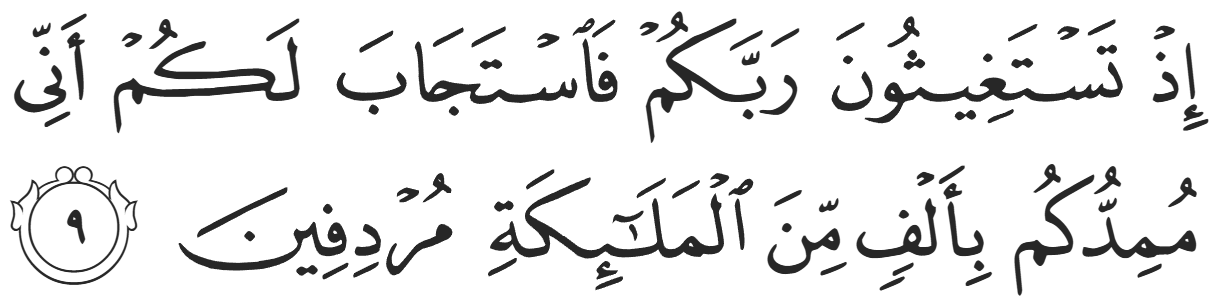 إِذْ تَسْتَغِيثُونَ رَبَّكُمْ فَٱسْتَجَابَ لَكُمْ أَنِّى
مُمِدُّكُم بِأَلْفٍ مِّنَ ٱلْمَلَـٰٓئِكَةِ مُرْدِفِينَ ٩